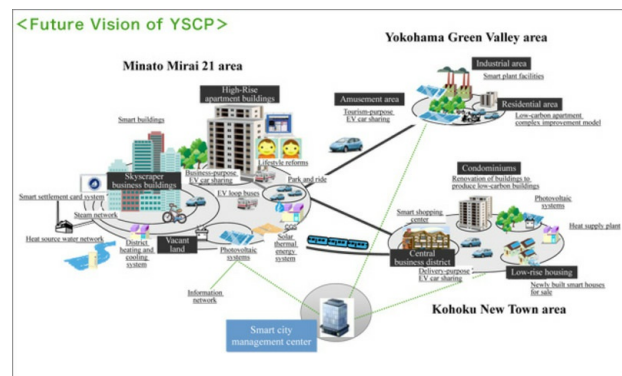 <Future Vision of YSCP>
Yokohama Green Valley area
Minato Mirai 21 area
Industrial area
Smart plant facilities
High-Rise
apartment buildings
Amusement area
Tourism-purpose
EV car sharing
Residential area
Low-carbon apartment
complex improvement model
Smart buildings
Lifestyle reforms
Condominiums
Renovation of buildings to
produce low-carbon buildings
Skyscraper
business buildings
Business-purpose
EV car sharing
Park and ride
Smart settlement card system
EV loop buses
Photovoltaic
systems
Steam network
Smart shopping
center
Heat supply plant
CGS
Heat source water network
District
heating and
cooling
system
Vacant
land
Photovoltaic
systems
Solar
thermal
energy
system
Central
business district
Low-rise housing
Delivery-purpose
EV car sharing
Newly built smart houses
for sale
Information
network
Kohoku New Town area
Smart city
management center